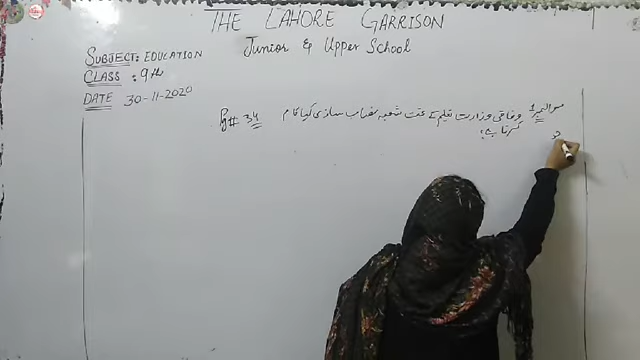 THE LAHORE GARRISON
Junior & Upper School
SUBJECT: EDUCATION
CLASS: 9th
DATE 30-11-2020
سوال نمبر 1 وفاقی وزارت تعلیم کے تحت شعبہ نصاب سازی کیا کام
Pg# 34
کرتا ہے؟